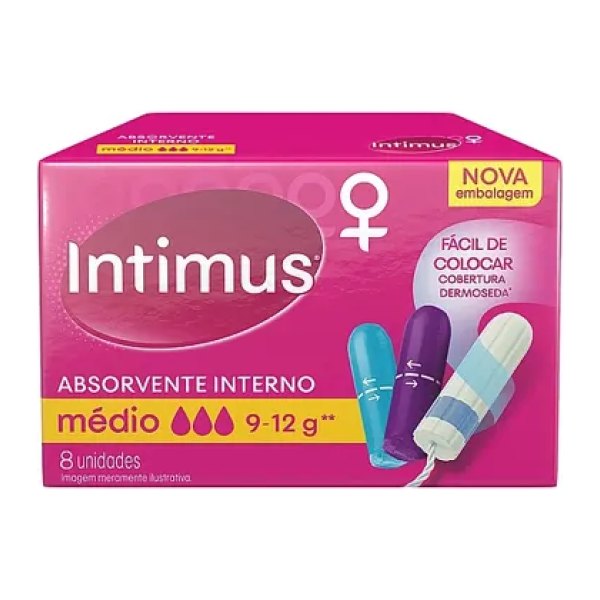 ABSORVENTE
INTERNO
médio 9-12 g**
Intimus
NOVA
embalagem
Intimus®
FÁCIL DE
COLOCAR
COBERTURA
DERMOSEDA*
ABSORVENTE INTERNO
médio 9-12 g**
8 unidades
Imagem meramente ilustrativa.